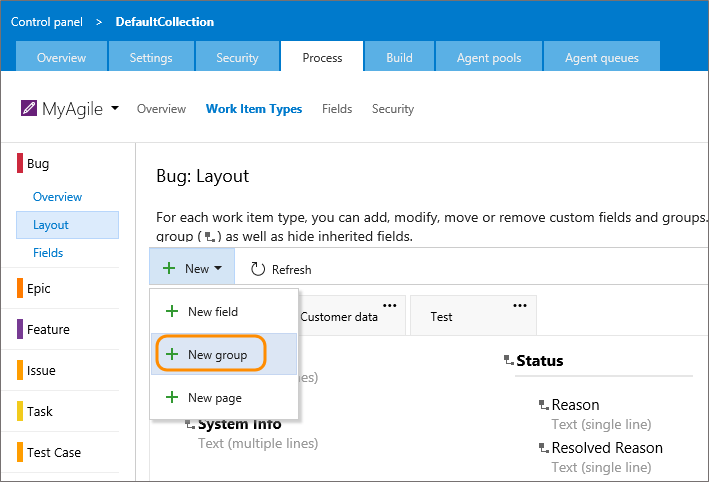 Control panel > DefaultCollection
Overview Settings Security Process Build Agent pools Agent queues
MyAgile Overview Work Item Types Fields Security
Bug
Overview
Layout
Fields
Epic
Feature
Issue
Task
Test Case
Bug: Layout
For each work item type, you can add, modify, move or remove custom fields and groups.
group ( ) as well as hide inherited fields.
+ New Refresh
+ New field
+ New group
+ New page
Customer data ••• Test •••
es)
System Info
Text (multiple lines)
Status
Reason
Text (single line)
Resolved Reason
Text (single line)